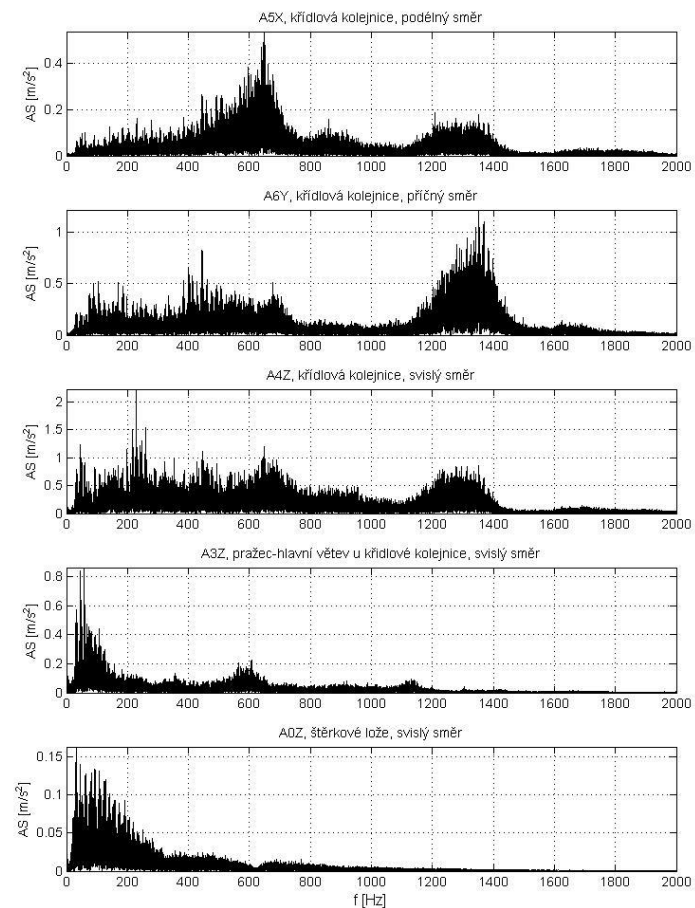 A5X, křídlová kolejnice, podélný směr
AS [m/s²]
0.4
0.2
0
0 200 400 600 800 1000 1200 1400 1600 1800 2000
A6Y, křídlová kolejnice, příčný směr
AS [m/s²]
1
0.5
0
0 200 400 600 800 1000 1200 1400 1600 1800 2000
A4Z, křídlová kolejnice, svislý směr
AS [m/s²]
2
1.5
1
0.5
0
0 200 400 600 800 1000 1200 1400 1600 1800 2000
A3Z, pražec-hlavní větev u křidlové kolejnice, svislý směr
AS [m/s²]
0.8
0.6
0.4
0.2
0
0 200 400 600 800 1000 1200 1400 1600 1800 2000
A0Z, štěrkové lože, svislý směr
AS [m/s²]
0.15
0.1
0.05
0
0 200 400 600 800 1000 1200 1400 1600 1800 2000
f [Hz]